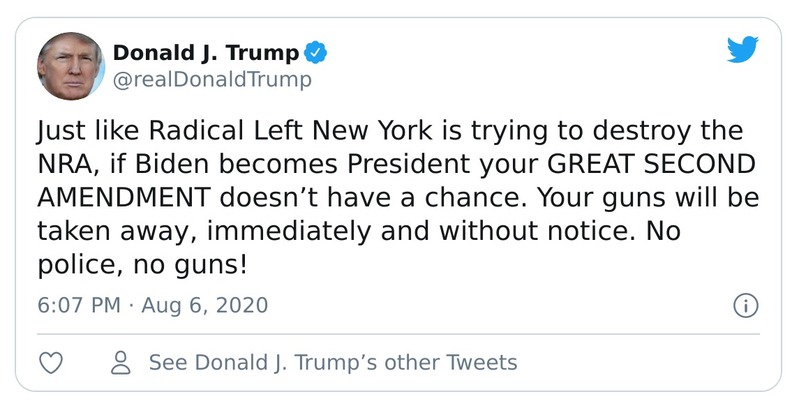 Donald J. Trump
@realDonaldTrump
Just like Radical Left New York is trying to destroy the
NRA, if Biden becomes President your GREAT SECOND
AMENDMENT doesn’t have a chance. Your guns will be
taken away, immediately and without notice. No
police, no guns!
6:07 PM · Aug 6, 2020
See Donald J. Trump’s other Tweets